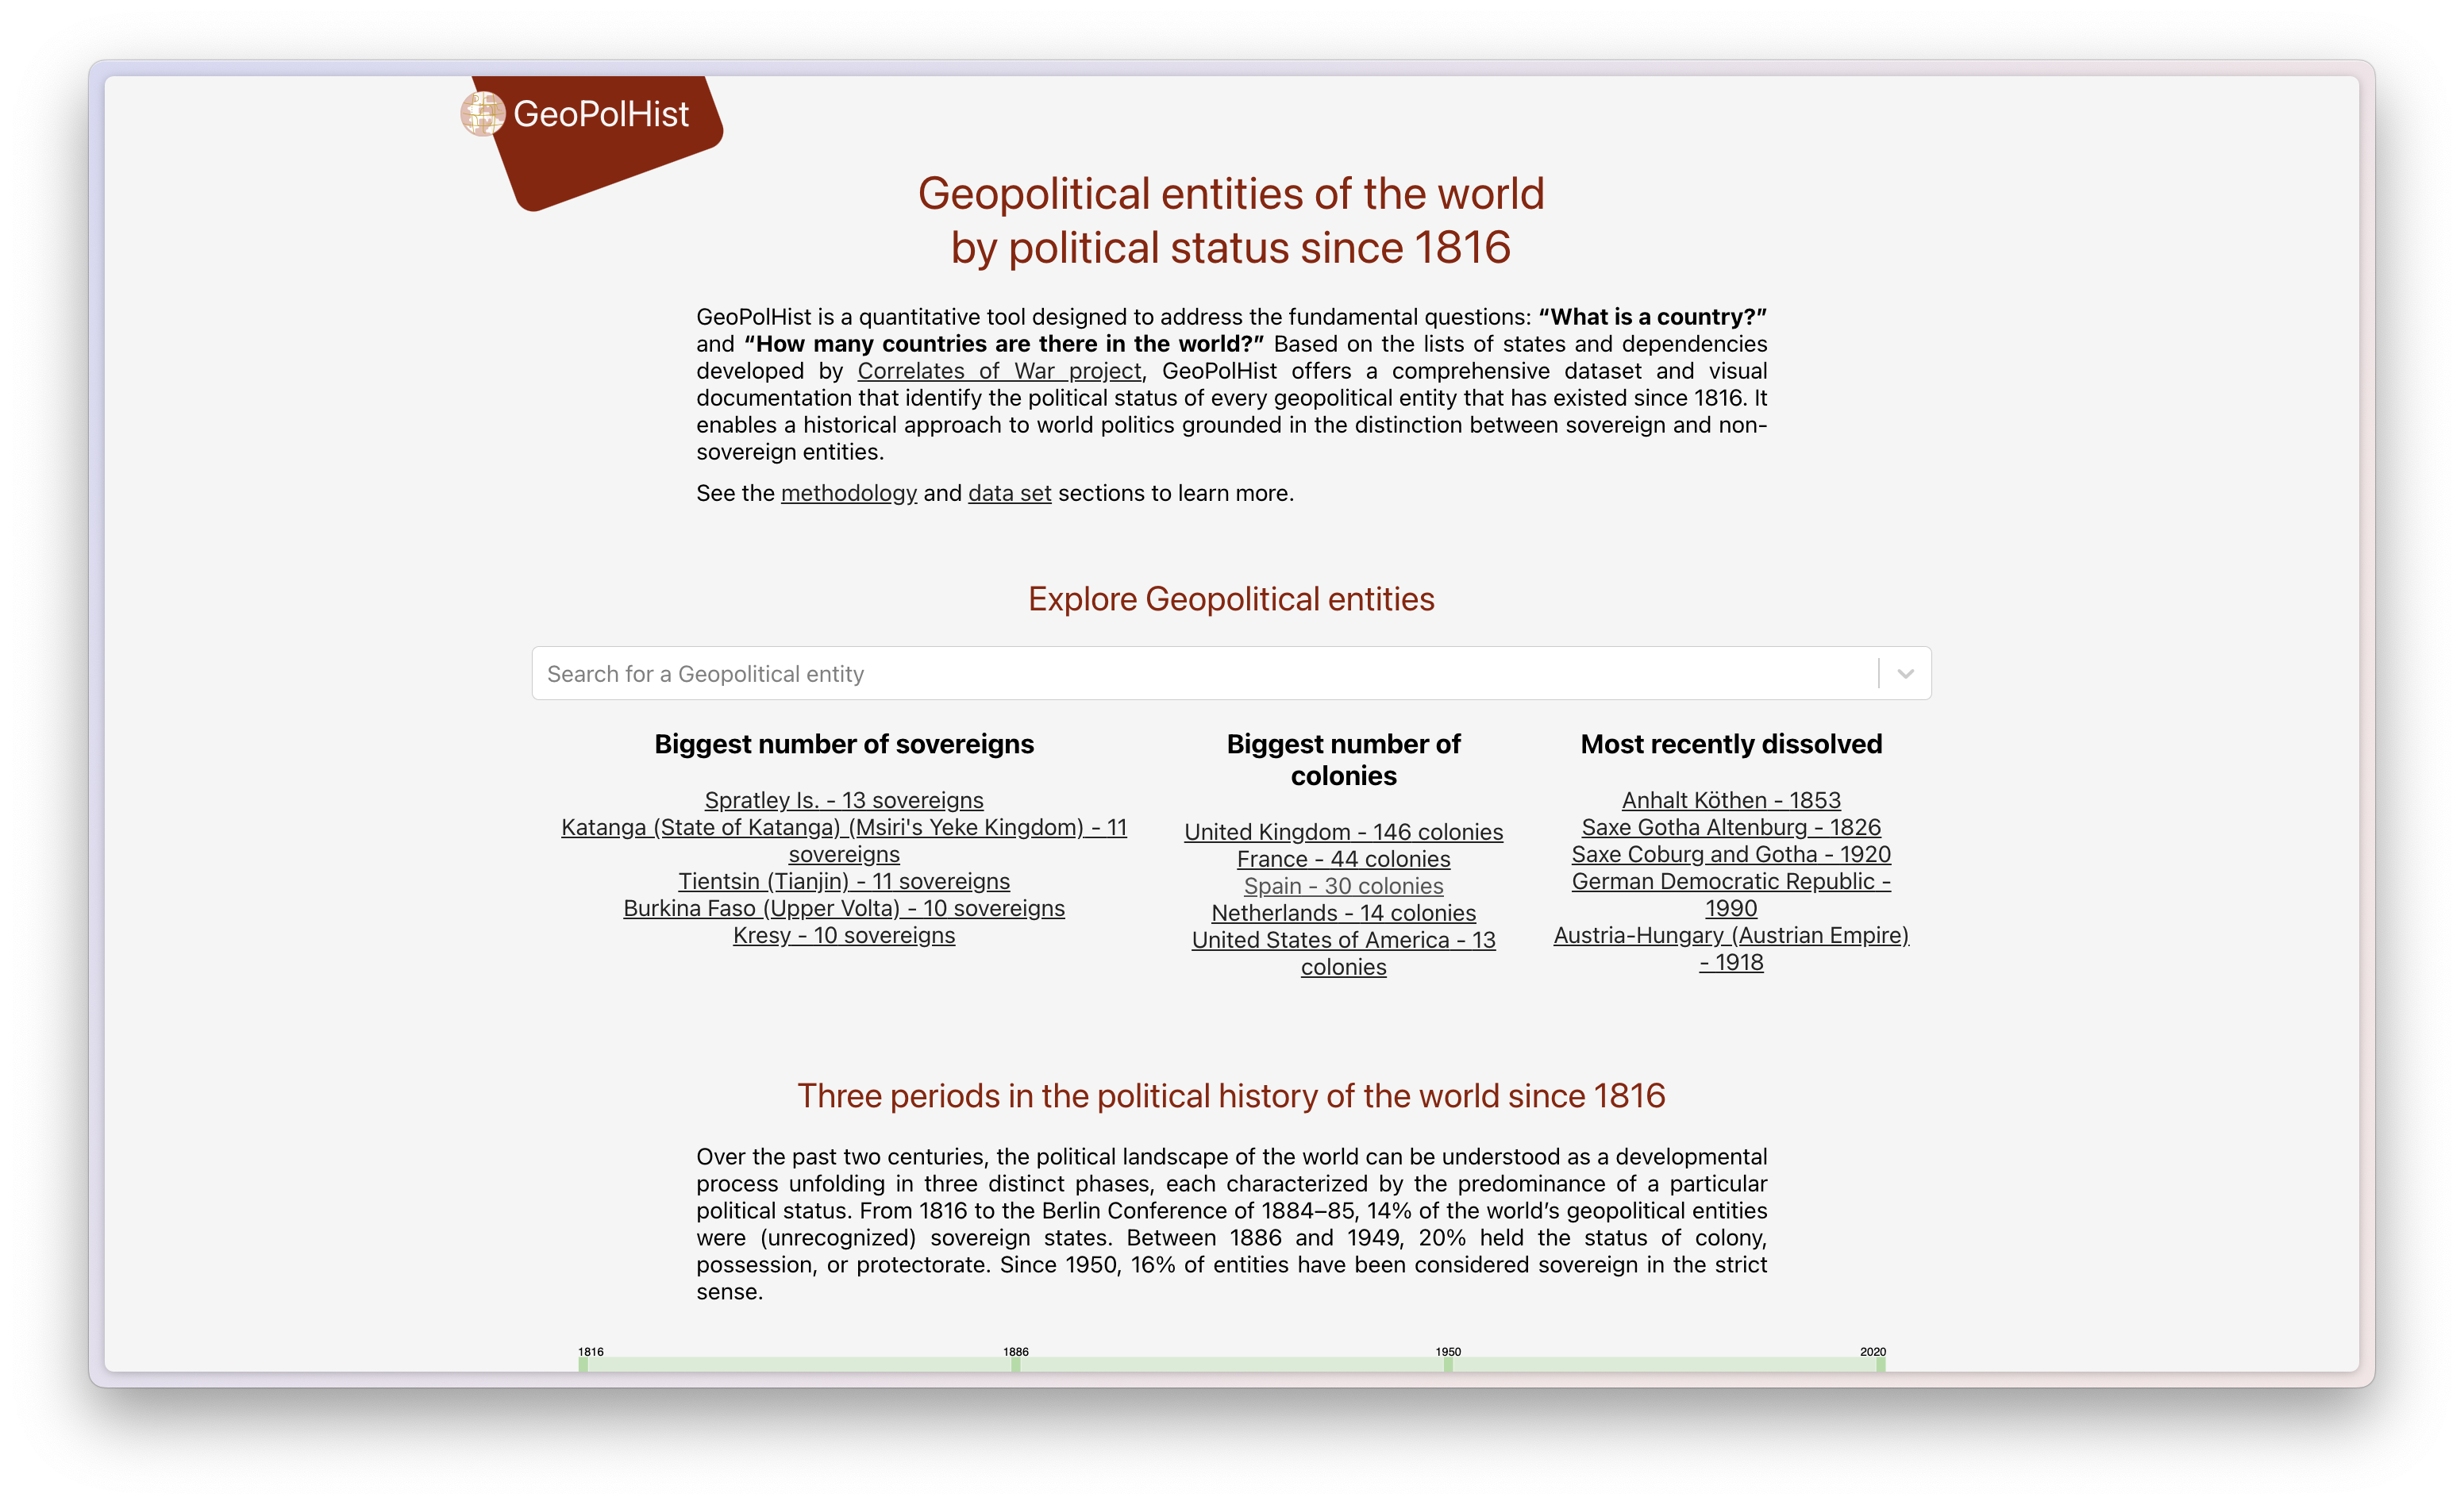 GeoPolHist
Geopolitical entities of the world
by political status since 1816
GeoPolHist is a quantitative tool designed to address the fundamental questions: “What is a country?”
and “How many countries are there in the world?” Based on the lists of states and dependencies
developed by Correlates of War project, GeoPolHist offers a comprehensive dataset and visual
documentation that identify the political status of every geopolitical entity that has existed since 1816. It
enables a historical approach to world politics grounded in the distinction between sovereign and non-
sovereign entities.
See the methodology and data set sections to learn more.
Explore Geopolitical entities
Search for a Geopolitical entity
Biggest number of sovereigns
Spratley Is. - 13 sovereigns
Katanga (State of Katanga) (Msiri's Yeke Kingdom) - 11
sovereigns
Tientsin (Tianjin) - 11 sovereigns
Burkina Faso (Upper Volta) - 10 sovereigns
Kresy - 10 sovereigns
Biggest number of
colonies
United Kingdom - 146 colonies
France - 44 colonies
Spain - 30 colonies
Netherlands - 14 colonies
United States of America - 13
colonies
Most recently dissolved
Anhalt Köthen - 1853
Saxe Gotha Altenburg - 1826
Saxe Coburg and Gotha - 1920
German Democratic Republic -
1990
Austria-Hungary (Austrian Empire)
- 1918
Three periods in the political history of the world since 1816
Over the past two centuries, the political landscape of the world can be understood as a developmental
process unfolding in three distinct phases, each characterized by the predominance of a particular
political status. From 1816 to the Berlin Conference of 1884–85, 14% of the world’s geopolitical entities
were (unrecognized) sovereign states. Between 1886 and 1949, 20% held the status of colony,
possession, or protectorate. Since 1950, 16% of entities have been considered sovereign in the strict
sense.
1816 1886 1950 2020